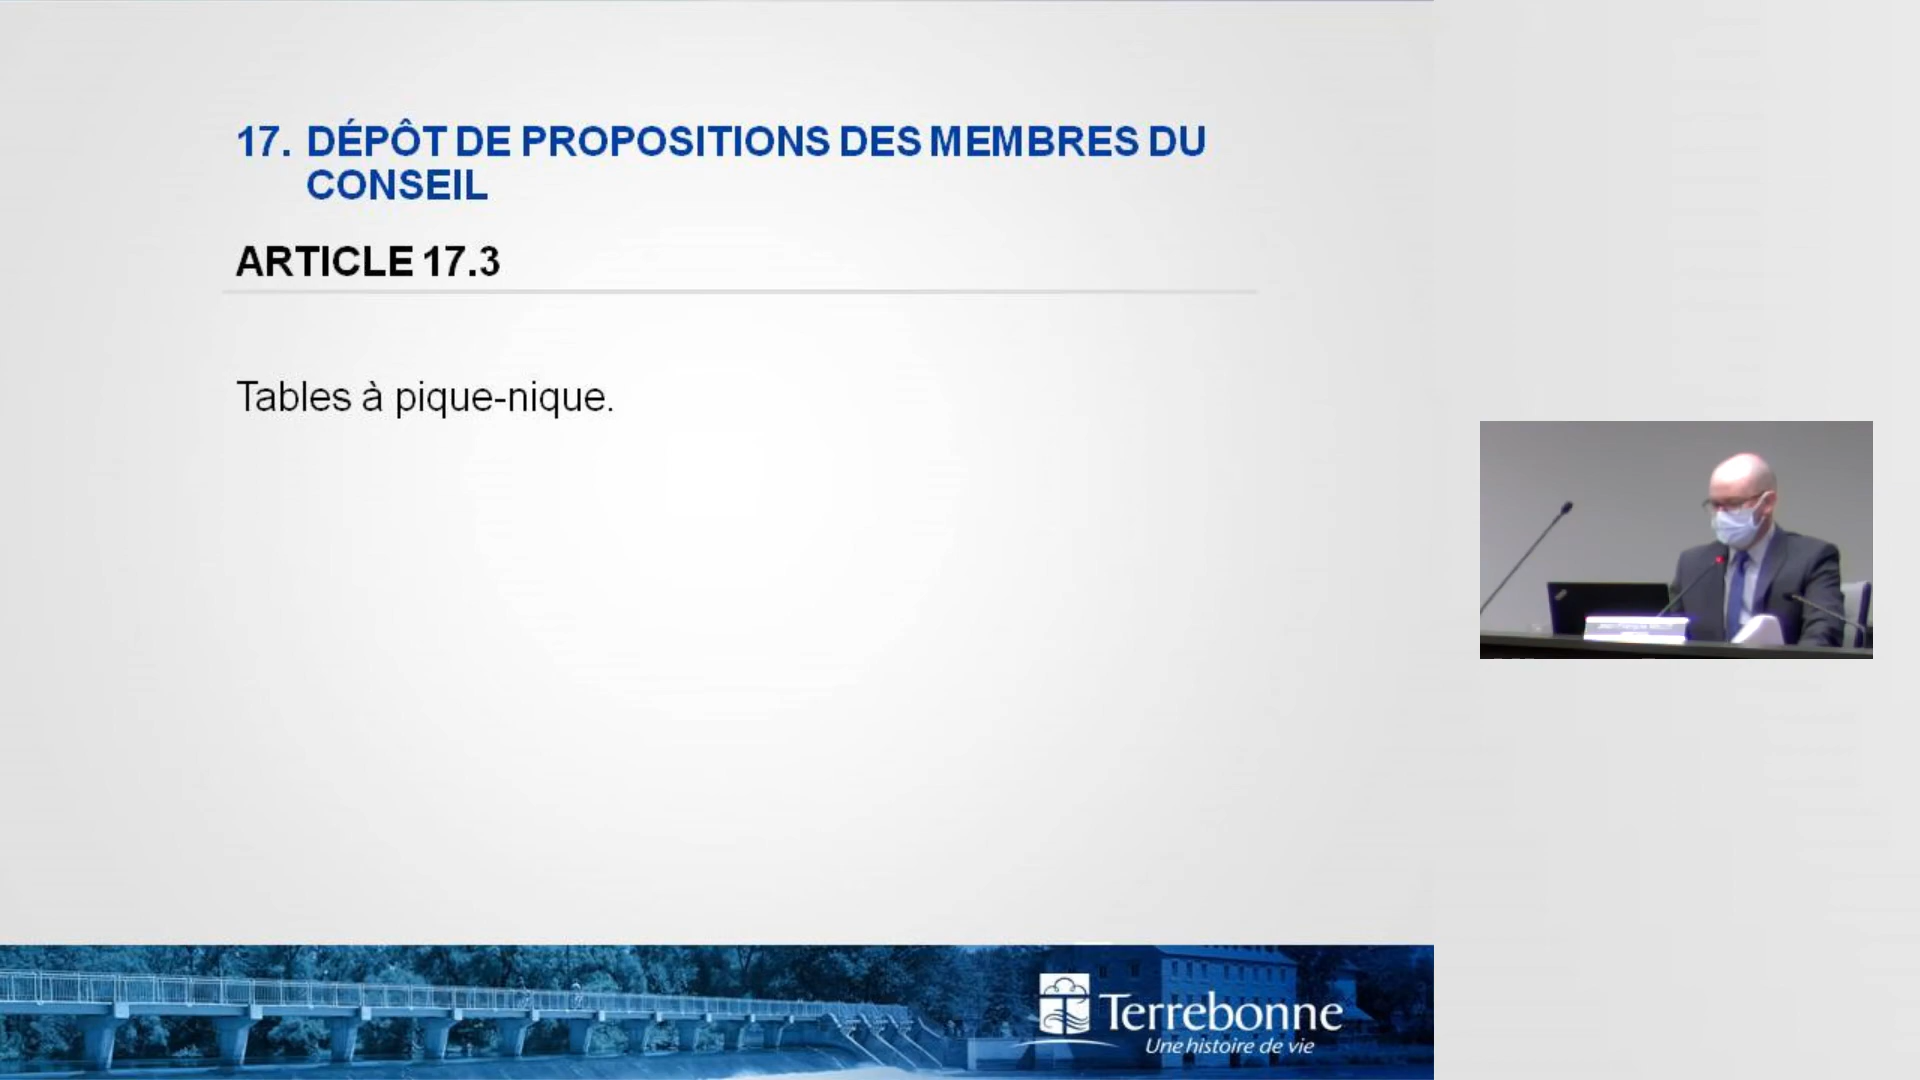 17. DÉPÔT DE PROPOSITIONS DES MEMBRES DU
CONSEIL
ARTICLE 17.3
Tables à pique-nique.
Terrebonne
Une histoire de vie